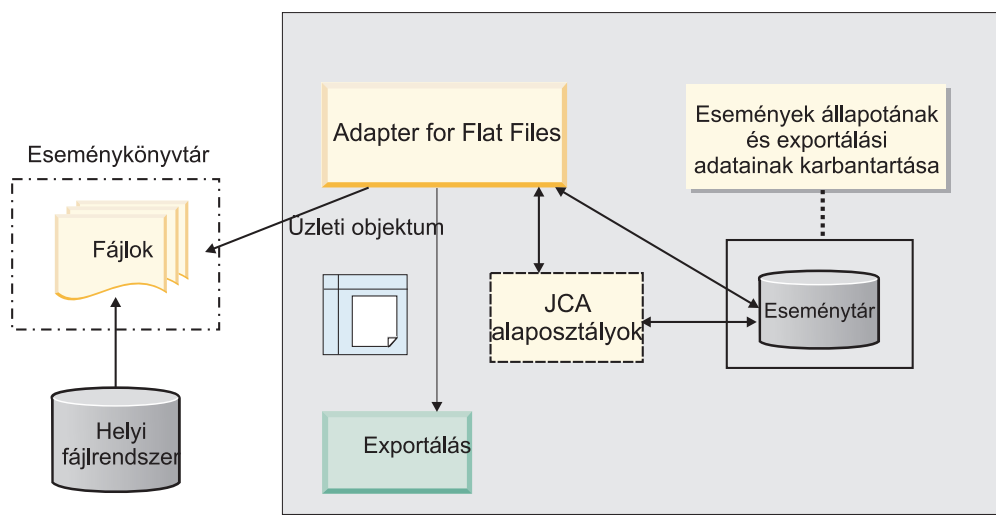 Eseménykönyvtár
Fájlok
Helyi
fájlrendszer
Adapter for Flat Files
Üzleti objektum
JCA
alaposztályok
Exportálás
Események állapotának
és exportálási
adatainak karbantartása
Eseménytár